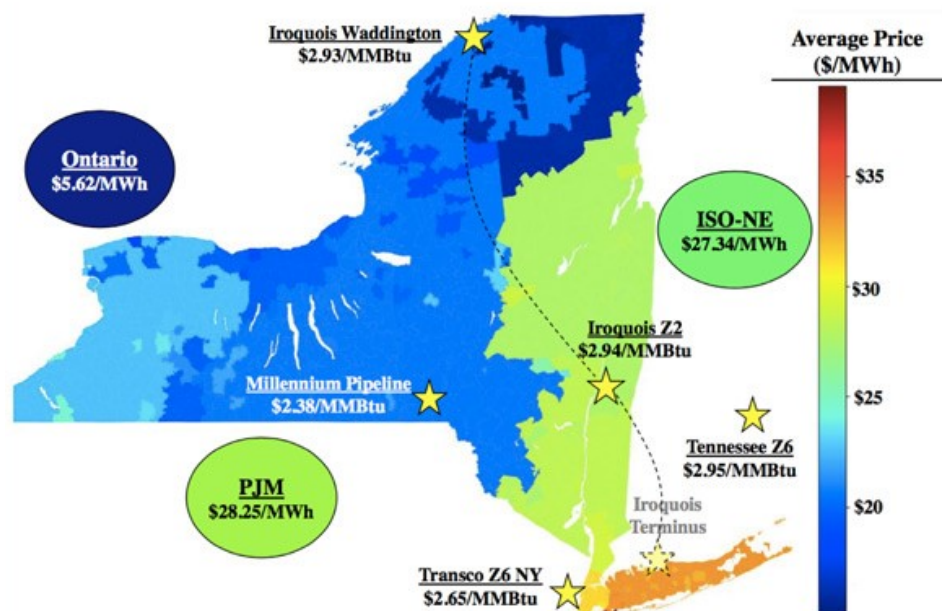 Iroquois Waddington
$2.93/MMBtu
Average Price
($/MWh)
Ontario
$5.62/MWh
ISO-NE
$27.34/MWh
$35
$30
$25
$20
Iroquois Z2
$2.94/MMBtu
Millennium Pipeline
$2.38/MMBtu
Tennessee Z6
$2.95/MMBtu
PJM
$28.25/MWh
Iroquois
Terminus
Transco Z6 NY
$2.65/MMBtu